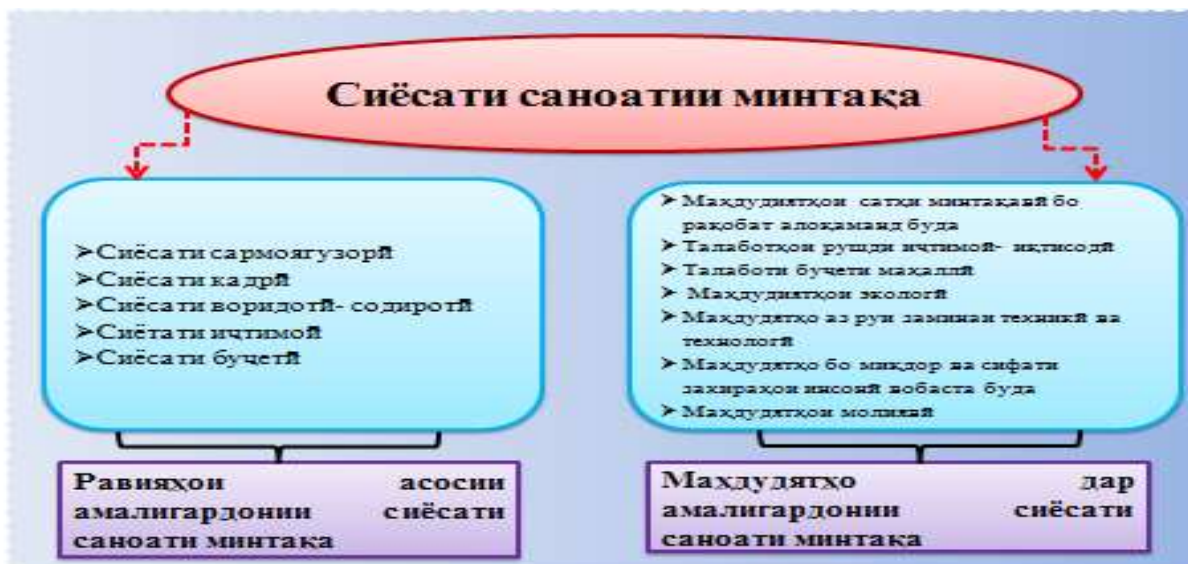 Сиёсати саноатии минтақа
➢Сиёсати сармоягузорӣ
➢Сиёсати кадрӣ
➢Сиёсати воридотӣ- содиротӣ
➢Сиётати иҷтимоӣ
➢Сиёсати буҷетӣ
➢ Маҳдудиятҳои сатҳи минтақавӣ бо
рақобат алоқаманд буда
➢ Талаботҳои рушди иҷтимоӣ- иқтисодӣ
➢ Талаботи буҷети маҳаллӣ
➢ Маҳдудиятҳои экологӣ
➢ Маҳдудятҳо аз руи заминаи техникӣ ва
технологӣ
➢ Маҳдудятҳо бо миқдор ва сифати
захираҳои инсонӣ вобаста буда
➢ Маҳдудятҳои молиявӣ
Равияҳои асосии
амалигардонии сиёсати
саноати минтақа
Маҳдудятҳо дар
амалигардонии сиёсати
саноати минтақа